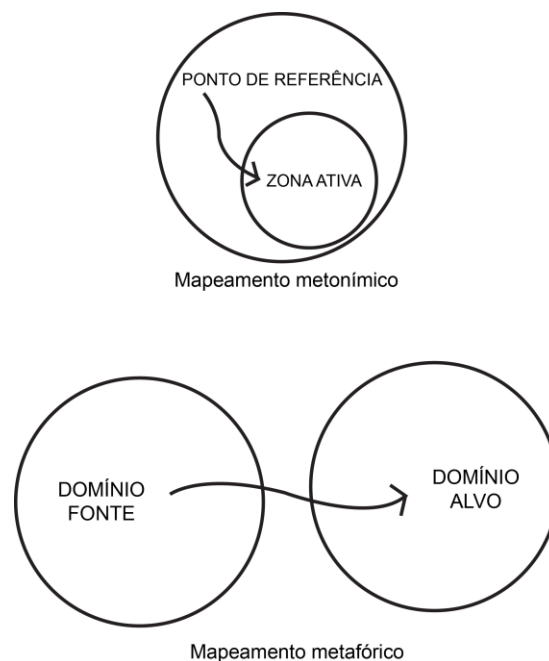 PONTO DE REFERÊNCIA
ZONA ATIVA
Mapeamento metonímico
DOMÍNIO
FONTE
DOMÍNIO
ALVO
Mapeamento metafórico